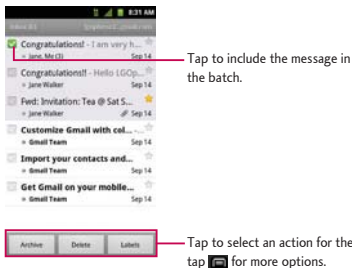 8:31 AM
Congratulations! - I am very h...
Jane, Me (3) Sep 14
Tap to include the message in
the batch.
Congratulations!! - Hello LGOp...
Jane Walker Sep 14
Fwd: Invitation: Tea @ Sat S...
Jane Walker Sep 14
Customize Gmail with col... -...
Gmail Team Sep 14
Import your contacts and...
Gmail Team Sep 14
Get Gmail on your mobile...
Gmail Team Sep 14
Archive Delete Labels
Tap to select an action for the
tap for more options.